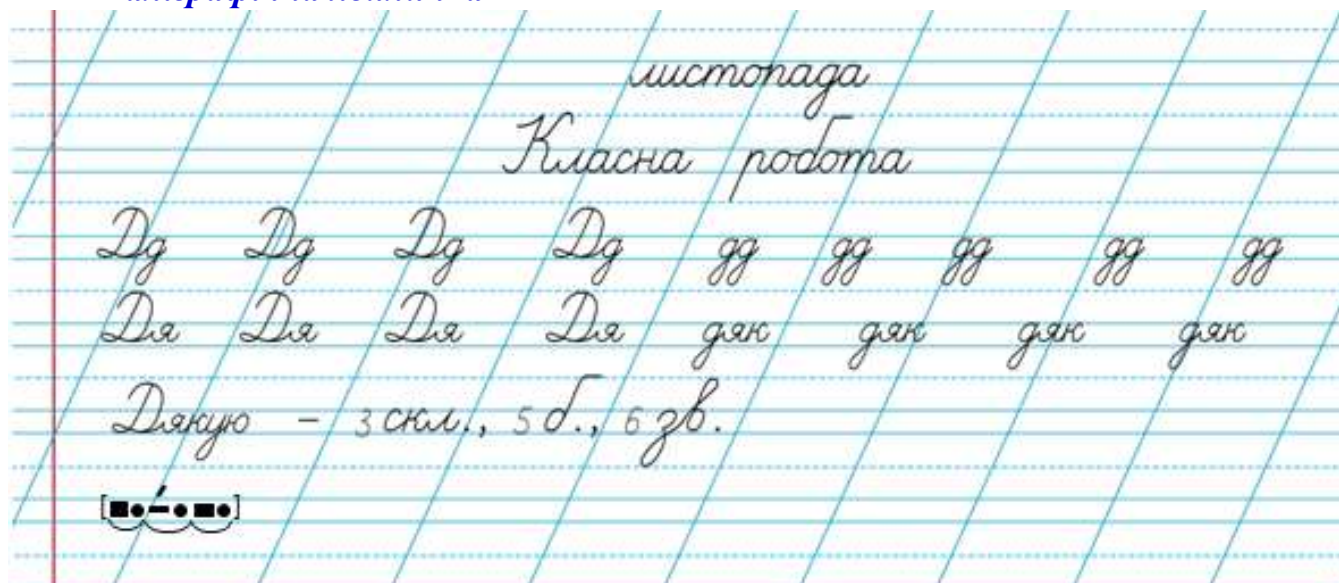 листопада
Класна робота
Дд Дд Дд Дд дд дд дд дд дд
Дя Дя Дя Дя дяк дяк дяк дяк
Дякую - 3 скл., 5 б., 6 зв.